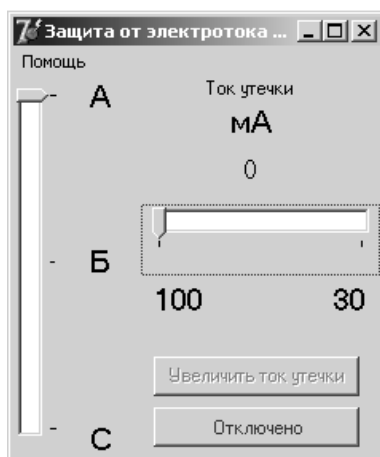 Защита от электротока ...
Помощь
А
Б
С
Ток утечки
мА
0
100 30
Увеличить ток утечки
Отключено